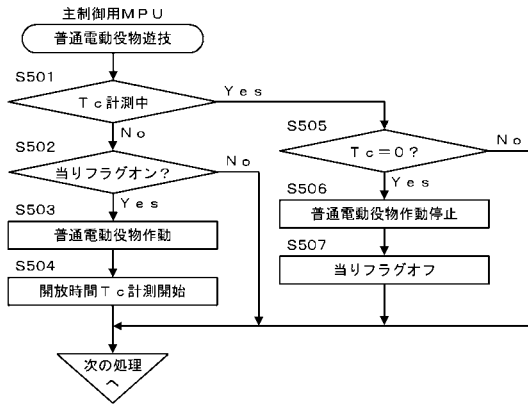 主制御用ＭＰＵ
普通電動役物遊技
Ｓ５０１
Ｔｃ計測中
Ｙｅｓ
Ｎｏ
Ｓ５０２
当りフラグオン？
Ｎｏ
Ｙｅｓ
Ｓ５０３
普通電動役物作動
Ｓ５０４
開放時間Ｔｃ計測開始
Ｓ５０５
Ｔｃ＝０？
Ｎｏ
Ｙｅｓ
Ｓ５０６
普通電動役物作動停止
Ｓ５０７
当りフラグオフ
次の処理
へ